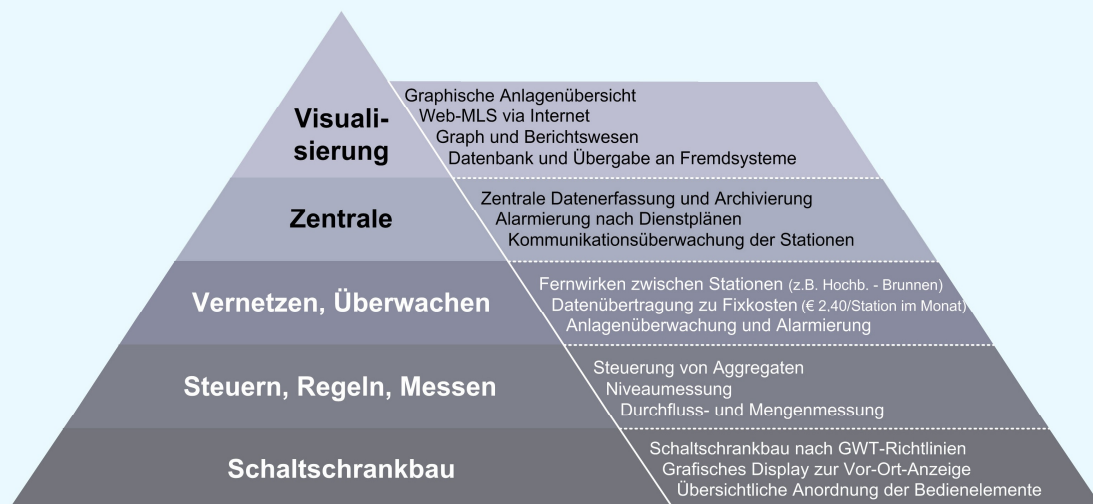 Visuali-
sierung
Graphische Anlagenübersicht
Web-MLS via Internet
Graph und Berichtswesen
Datenbank und Übergabe an Fremdsysteme
Zentrale
Zentrale Datenerfassung und Archivierung
Alarmierung nach Dienstplänen
Kommunikationsüberwachung der Stationen
Vernetzen, Überwachen
Fernwirken zwischen Stationen (z.B. Hochb. - Brunnen)
Datenübertragung zu Fixkosten (€ 2,40/Station im Monat)
Anlagenüberwachung und Alarmierung
Steuern, Regeln, Messen
Steuerung von Aggregaten
Niveaumessung
Durchfluss- und Mengenmessung
Schaltschrankbau
Schaltschrankbau nach GWT-Richtlinien
Grafisches Display zur Vor-Ort-Anzeige
Übersichtliche Anordnung der Bedienelemente